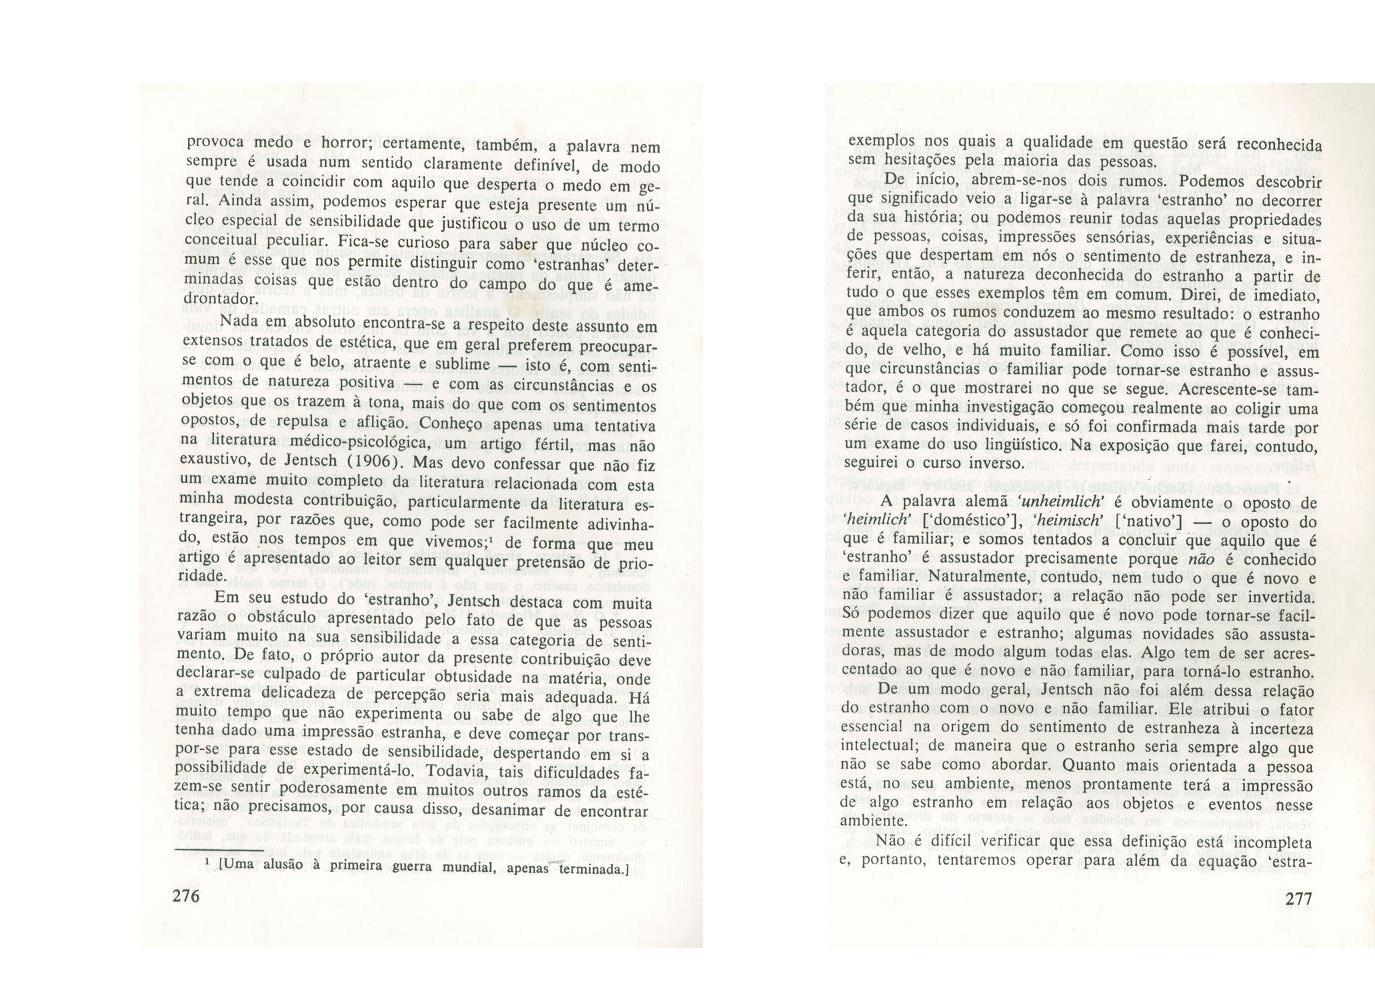 provoca medo e horror; certamente, também, a palavra nem
sempre é usada num sentido claramente definível, de modo
que tende a coincidir com aquilo que desperta o medo em ge-
ral. Ainda assim, podemos esperar que esteja presente um nú-
cleo especial de sensibilidade que justificou o uso de um termo
conceitual peculiar. Fica-se curioso para saber que núcleo co-
mum é esse que nos permite distinguir como ‘estranhas’ deter-
minadas coisas que estão dentro do campo do que é ame-
drontador.
Nada em absoluto encontra-se a respeito deste assunto em
extensos tratados de estética, que em geral preferem preocupar-
se com o que é belo, atraente e sublime — isto é, com senti-
mentos de natureza positiva — e com as circunstâncias e os
objetos que os trazem à tona, mais do que com os sentimentos
opostos, de repulsa e aflição. Conheço apenas uma tentativa
na literatura médico-psicológica, um artigo fértil, mas não
exaustivo, de Jentsch (1906). Mas devo confessar que não fiz
um exame muito completo da literatura relacionada com esta
minha modesta contribuição, particularmente da literatura es-
trangeira, por razões que, como pode ser facilmente adivinha-
do, estão nos tempos em que vivemos;¹ de forma que meu
artigo é apresentado ao leitor sem qualquer pretensão de prio-
ridade.
Em seu estudo do ‘estranho’, Jentsch destaca com muita
razão o obstáculo apresentado pelo fato de que as pessoas
variam muito na sua sensibilidade a essa categoria de senti-
mento. De fato, o próprio autor da presente contribuição deve
declarar-se culpado de particular obtusidade na matéria, onde
a extrema delicadeza de percepção seria mais adequada. Há
muito tempo que não experimenta ou sabe de algo que lhe
tenha dado uma impressão estranha, e deve começar por trans-
por-se para esse estado de sensibilidade, despertando em si a
possibilidade de experimentá-lo. Todavia, tais dificuldades fa-
zem-se sentir poderosamente em muitos outros ramos da esté-
tica; não precisamos, por causa disso, desanimar de encontrar
¹ [Uma alusão à primeira guerra mundial, apenas terminada.]
276
exemplos nos quais a qualidade em questão será reconhecida
sem hesitações pela maioria das pessoas.
De início, abrem-se-nos dois rumos. Podemos descobrir
que significado veio a ligar-se à palavra ‘estranho’ no decorrer
da sua história; ou podemos reunir todas aquelas propriedades
de pessoas, coisas, impressões sensórias, experiências e situa-
ções que despertam em nós o sentimento de estranheza, e in-
ferir, então, a natureza deconhecida do estranho a partir de
tudo o que esses exemplos têm em comum. Direi, de imediato,
que ambos os rumos conduzem ao mesmo resultado: o estranho
é aquela categoria do assustador que remete ao que é conheci-
do, de velho, e há muito familiar. Como isso é possível, em
que circunstâncias o familiar pode tornar-se estranho e assus-
tador, é o que mostrarei no que se segue. Acrescente-se tam-
bém que minha investigação começou realmente ao coligir uma
série de casos individuais, e só foi confirmada mais tarde por
um exame do uso lingüístico. Na exposição que farei, contudo,
seguirei o curso inverso.
A palavra alemã ‘unheimlich’ é obviamente o oposto de
‘heimlich’ [‘doméstico’], ‘heimisch’ [‘nativo’] — o oposto do
que é familiar; e somos tentados a concluir que aquilo que é
‘estranho’ é assustador precisamente porque não é conhecido
e familiar. Naturalmente, contudo, nem tudo o que é novo e
não familiar é assustador; a relação não pode ser invertida.
Só podemos dizer que aquilo que é novo pode tornar-se facil-
mente assustador e estranho; algumas novidades são assusta-
doras, mas de modo algum todas elas. Algo tem de ser acres-
centado ao que é novo e não familiar, para torná-lo estranho.
De um modo geral, Jentsch não foi além dessa relação
do estranho com o novo e não familiar. Ele atribui o fator
essencial na origem do sentimento de estranheza à incerteza
intelectual; de maneira que o estranho seria sempre algo que
não se sabe como abordar. Quanto mais orientada a pessoa
está, no seu ambiente, menos prontamente terá a impressão
de algo estranho em relação aos objetos e eventos nesse
ambiente.
Não é difícil verificar que essa definição está incompleta
e, portanto, tentaremos operar para além da equação ‘estra-
277